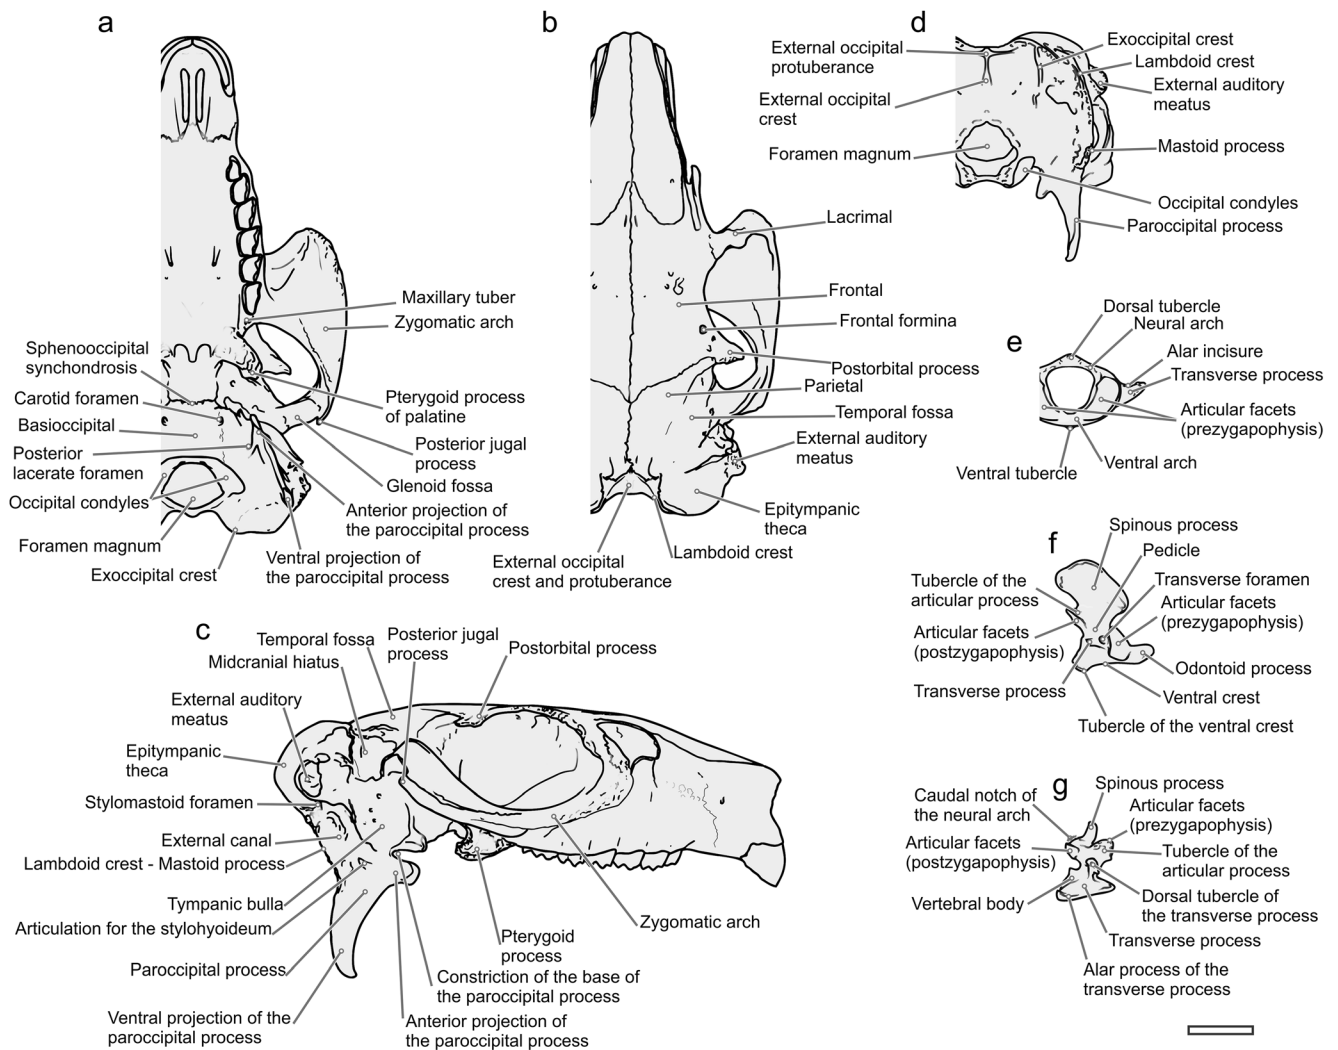 a
Maxillary tuber
Zygomatic arch
Sphenooccipital
synchondrosis
Carotid foramen
Basioccipital
Posterior
lacerate foramen
Occipital condyles
Foramen magnum
Exoccipital crest
Pterygoid process
of palatine
Posterior jugal
process
Glenoid fossa
Anterior projection of
the paroccipital process
Ventral projection of
the paroccipital process
b
Lacrimal
Frontal
Frontal formina
Postorbital process
Parietal
Temporal fossa
External auditory
meatus
Epitympanic
theca
Lambdoid crest
External occipital
crest and protuberance
c
Temporal fossa
Midcranial hiatus
Posterior jugal
process
Postorbital process
External auditory
meatus
Epitympanic
theca
Stylomastoid foramen
External canal
Lambdoid crest - Mastoid process
Tympanic bulla
Articulation for the stylohyoideum
Paroccipital process
Ventral projection of the
paroccipital process
Zygomatic arch
Pterygoid
process
Constriction of the base of
the paroccipital process
Anterior projection of
the paroccipital process
d
External occipital
protuberance
External occipital
crest
Foramen magnum
Exoccipital crest
Lambdoid crest
External auditory
meatus
Mastoid process
Occipital condyles
Paroccipital process
e
Dorsal tubercle
Neural arch
Alar incisure
Transverse process
Articular facets
(prezygapophysis)
Ventral arch
Ventral tubercle
f
Spinous process
Pedicle
Transverse foramen
Articular facets
(prezygapophysis)
Tubercle of the
articular process
Articular facets
(postzygapophysis)
Transverse process
Odontoid process
Ventral crest
Tubercle of the ventral crest
g
Spinous process
Caudal notch of
the neural arch
Articular facets
(prezygapophysis)
Articular facets
(postzygapophysis)
Tubercle of the
articular process
Vertebral body
Dorsal tubercle of
the transverse process
Transverse process
Alar process of the
transverse process